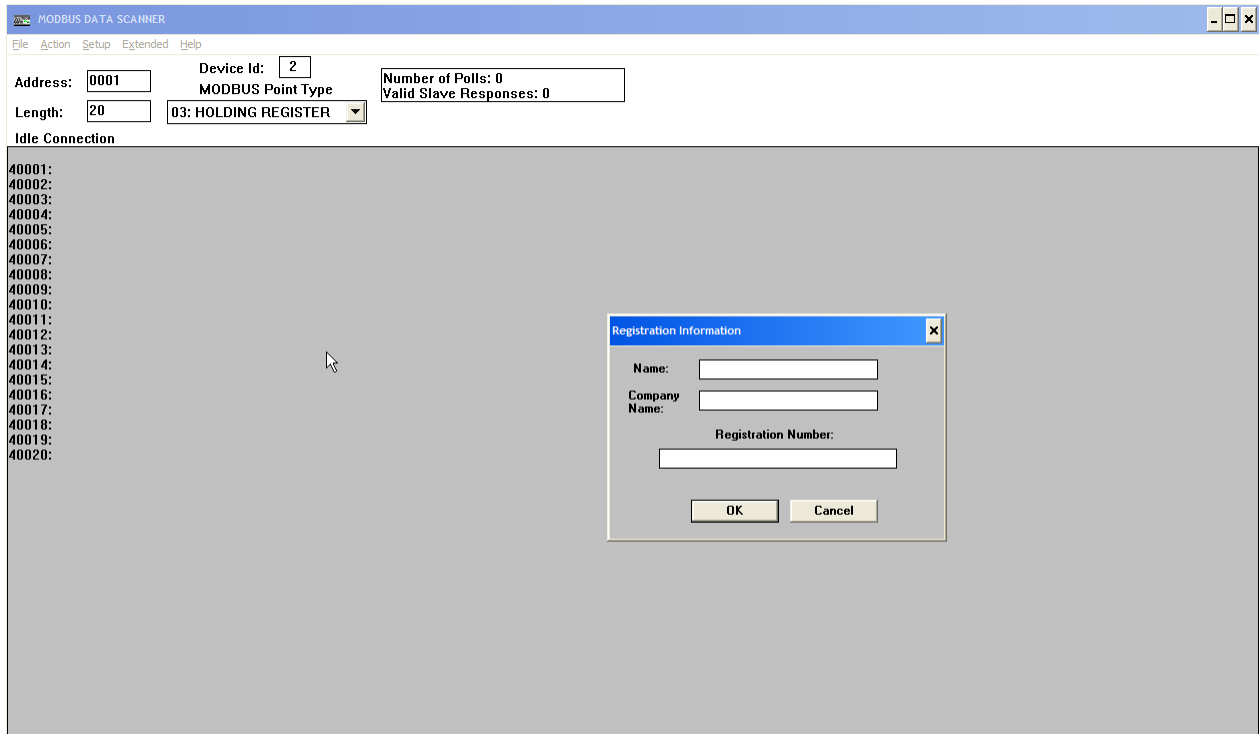 MODBUS DATA SCANNER
File Action Setup Extended Help
Address: 0001
Device Id: 2
MODBUS Point Type
Length: 20
03: HOLDING REGISTER
Number of Polls: 0
Valid Slave Responses: 0
Idle Connection
40001:
40002:
40003:
40004:
40005:
40006:
40007:
40008:
40009:
40010:
40011:
40012:
40013:
40014:
40015:
40016:
40017:
40018:
40019:
40020:
Registration Information
Name:
Company
Name:
Registration Number:
OK Cancel